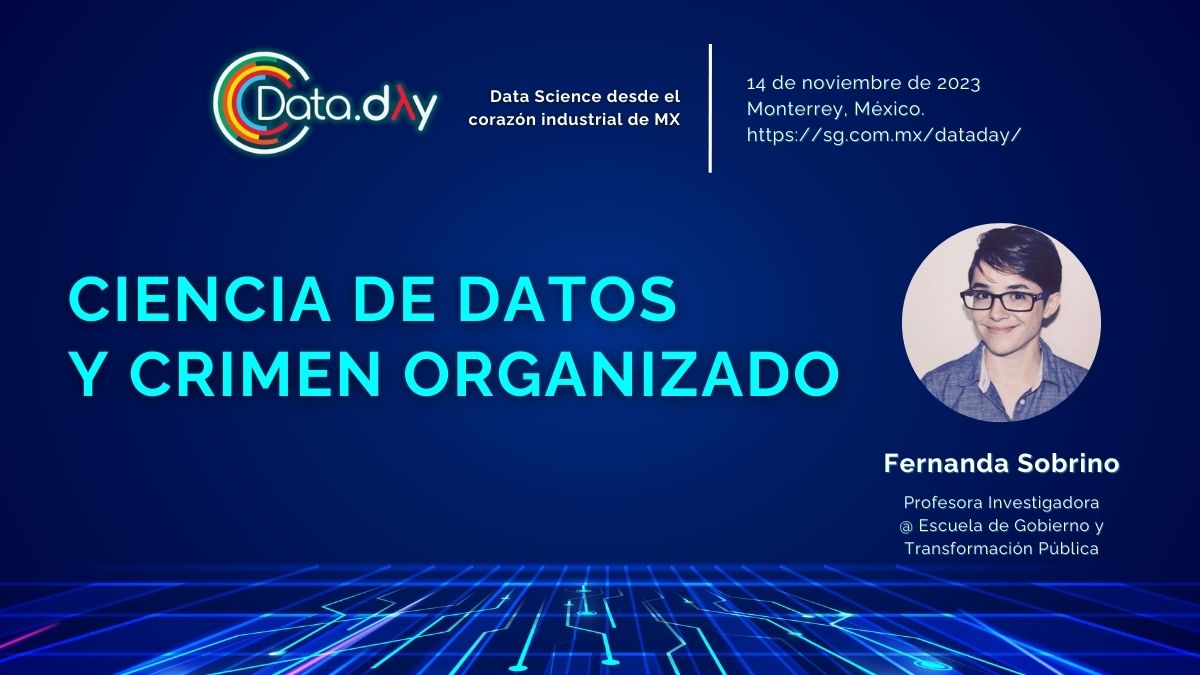 Data.day
Data Science desde el
corazón industrial de MX
14 de noviembre de 2023
Monterrey, México.
https://sg.com.mx/dataday/
CIENCIA DE DATOS
Y CRIMEN ORGANIZADO
Fernanda Sobrino
Profesora Investigadora
@ Escuela de Gobierno y
Transformación Pública